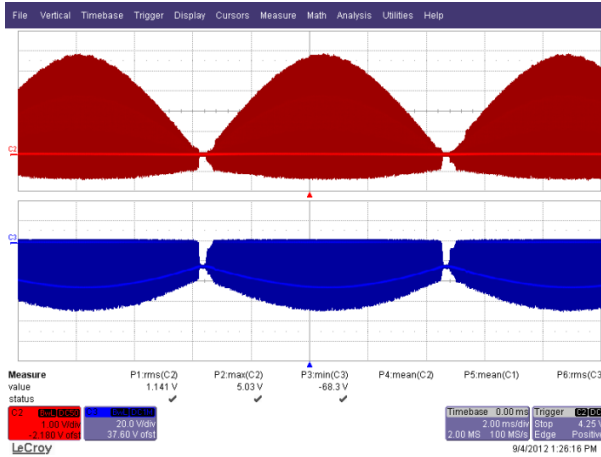 File Vertical Timebase Trigger Display Cursors Measure Math Analysis Utilities Help
C2
C3
Measure P1:rms(C2) P2:max(C2) P3:min(C3) P4:mean(C2) P5:mean(C1) P6:rms(C3
value 1.141 V 5.03 V -68.3 V
status
C2 BwL DC50
1.00 V/div
-2.180 V ofst
20.0 V/div
37.60 V ofst
Timebase 0.00 ms
2.00 ms/div
2.00 MS 100 MS/s
Trigger C2 DC
Stop 4.25 V
Edge Positive
LeCroy
9/4/2012 1:26:16 PM